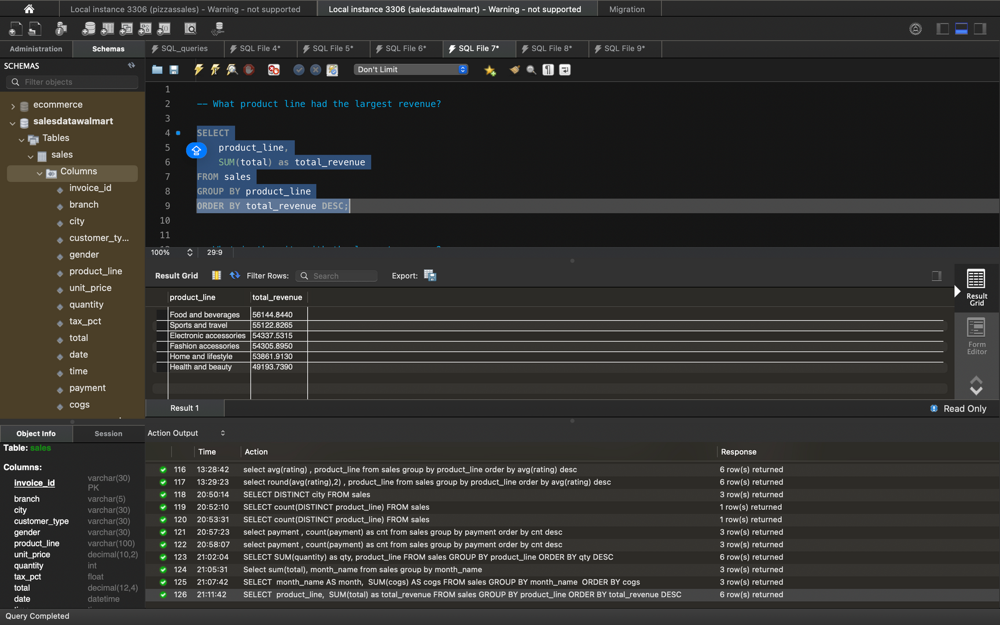 Local instance 3306 (pizzassales) - Warning - not supported
Local instance 3306 (salesdatawalmart) - Warning - not supported
Migration
Administration
Schemas
SQL_queries
SQL File 4*
SQL File 5*
SQL File 6*
SQL File 7*
SQL File 8*
SQL File 9*
SCHEMAS
Filter objects
Don't Limit
ecommerce
salesdatawalmart
Tables
sales
Columns
invoice_id
branch
city
customer_ty...
gender
product_line
unit_price
quantity
tax_pct
total
date
time
payment
cogs
1
2 -- What product line had the largest revenue?
3
4 SELECT
5 product_line,
6 SUM(total) as total_revenue
7 FROM sales
8 GROUP BY product_line
9 ORDER BY total_revenue DESC;
10
11
100% 29:9
Result Grid Filter Rows: Search Export:
product_line total_revenue
Food and beverages 56144.8440
Sports and travel 55122.8265
Electronic accessories 54337.5315
Fashion accessories 54305.8950
Home and lifestyle 53861.9130
Health and beauty 49193.7390
Result Grid
Form Editor
Result 1
Read Only
Object Info
Session
Table: sales
Columns:
invoice_id varchar(30) PK
branch varchar(5)
city varchar(30)
customer_type varchar(30)
gender varchar(30)
product_line varchar(100)
unit_price decimal(10,2)
quantity int
tax_pct float
total decimal(12,4)
date datetime
Action Output
Time Action Response
116 13:28:42 select avg(rating) , product_line from sales group by product_line order by avg(rating) desc 6 row(s) returned
117 13:29:23 select round(avg(rating),2) , product_line from sales group by product_line order by avg(rating) desc 6 row(s) returned
118 20:50:14 SELECT DISTINCT city FROM sales 3 row(s) returned
119 20:52:10 SELECT count(DISTINCT product_line) FROM sales 1 row(s) returned
120 20:53:31 SELECT count(DISTINCT product_line) FROM sales 1 row(s) returned
121 20:57:23 select payment , count(payment) as cnt from sales group by payment order by cnt desc 3 row(s) returned
122 20:58:07 select payment , count(payment) as cnt from sales group by payment order by cnt desc 3 row(s) returned
123 21:02:04 SELECT SUM(quantity) as qty, product_line FROM sales GROUP BY product_line ORDER BY qty DESC 6 row(s) returned
124 21:05:31 Select sum(total), month_name from sales group by month_name 3 row(s) returned
125 21:07:42 SELECT month_name AS month, SUM(cogs) AS cogs FROM sales GROUP BY month_name ORDER BY cogs 3 row(s) returned
126 21:11:42 SELECT product_line, SUM(total) as total_revenue FROM sales GROUP BY product_line ORDER BY total_revenue DESC 6 row(s) returned
Query Completed